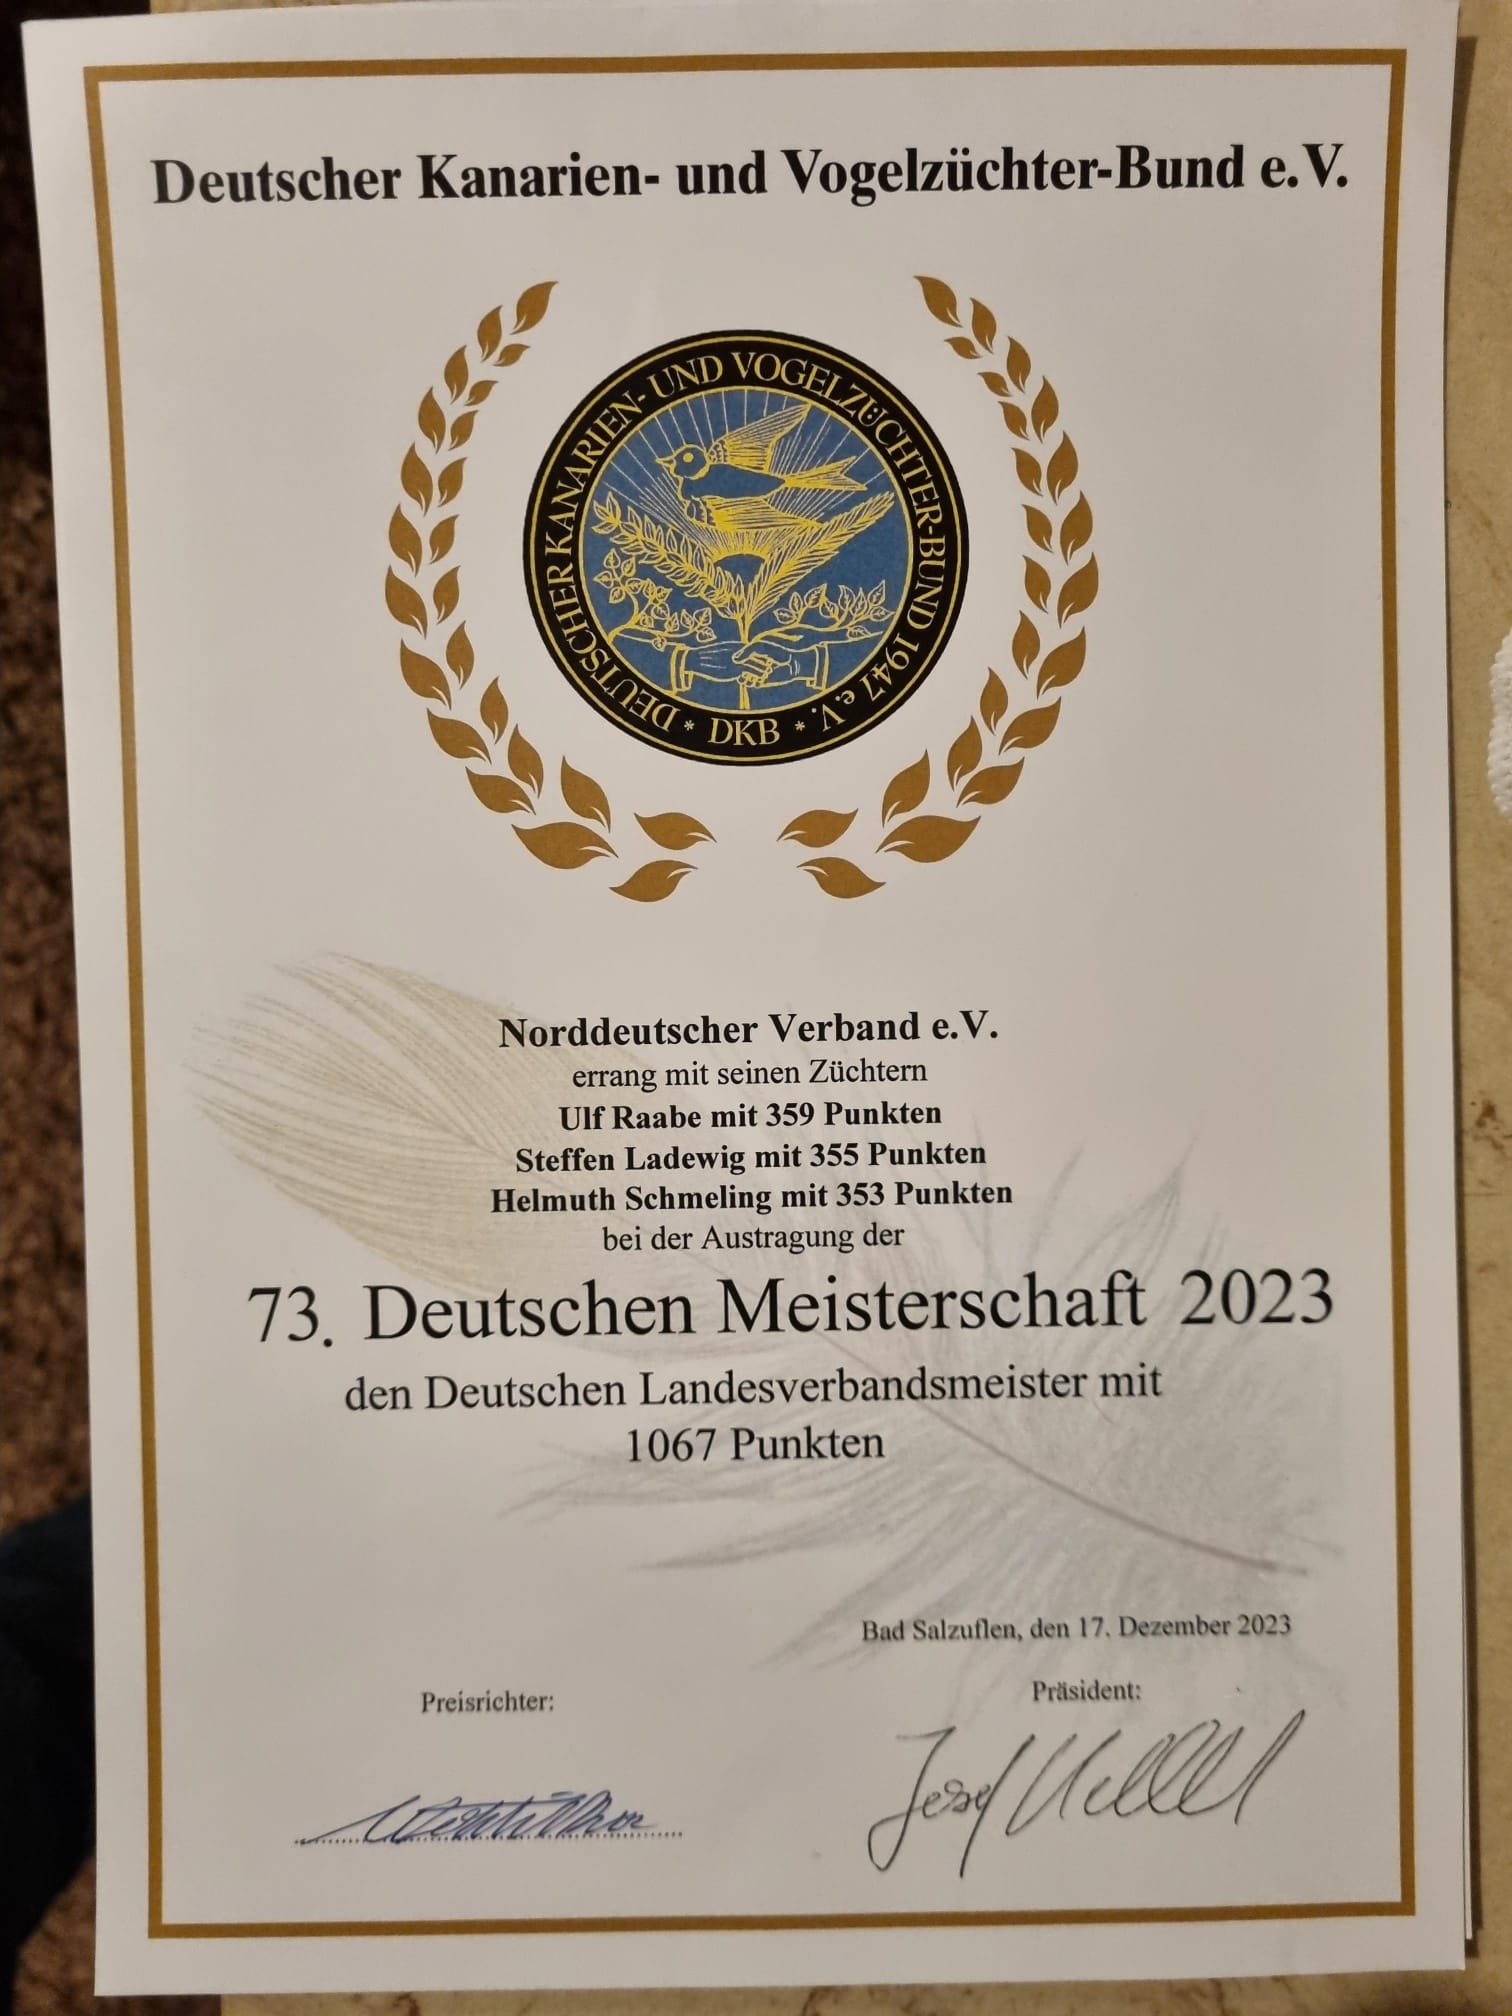 Deutscher Kanarien- und Vogelzüchter-Bund e.V.
DEUTSCHER KANARIEN- UND VOGELZÜCHTER-BUND 1947 e.V.
* DKB *
Norddeutscher Verband e.V.
errang mit seinen Züchtern
Ulf Raabe mit 359 Punkten
Steffen Ladewig mit 355 Punkten
Helmuth Schmeling mit 353 Punkten
bei der Austragung der
73. Deutschen Meisterschaft 2023
den Deutschen Landesverbandsmeister mit
1067 Punkten
Bad Salzuflen, den 17. Dezember 2023
Preisrichter:
Präsident:
Josef